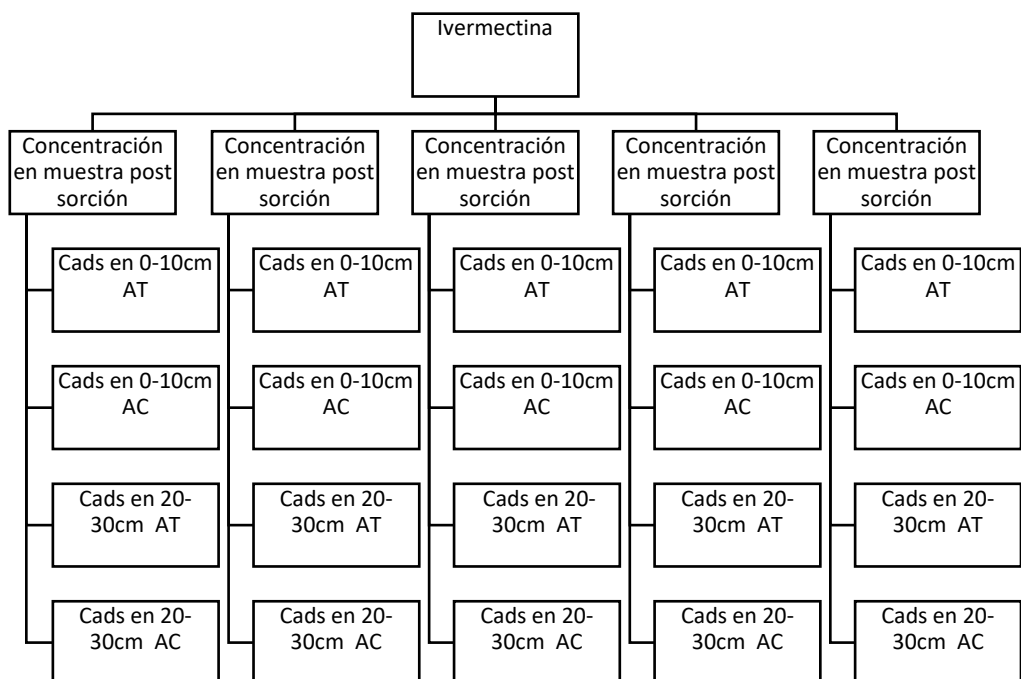 Ivermectina
Concentración
en muestra post
sorción
Concentración
en muestra post
sorción
Concentración
en muestra post
sorción
Concentración
en muestra post
sorción
Concentración
en muestra post
sorción
Cads en 0-10cm
AT
Cads en 0-10cm
AT
Cads en 0-10cm
AT
Cads en 0-10cm
AT
Cads en 0-10cm
AT
Cads en 0-10cm
AC
Cads en 0-10cm
AC
Cads en 0-10cm
AC
Cads en 0-10cm
AC
Cads en 0-10cm
AC
Cads en 20-
30cm AT
Cads en 20-
30cm AT
Cads en 20-
30cm AT
Cads en 20-
30cm AT
Cads en 20-
30cm AT
Cads en 20-
30cm AC
Cads en 20-
30cm AC
Cads en 20-
30cm AC
Cads en 20-
30cm AC
Cads en 20-
30cm AC